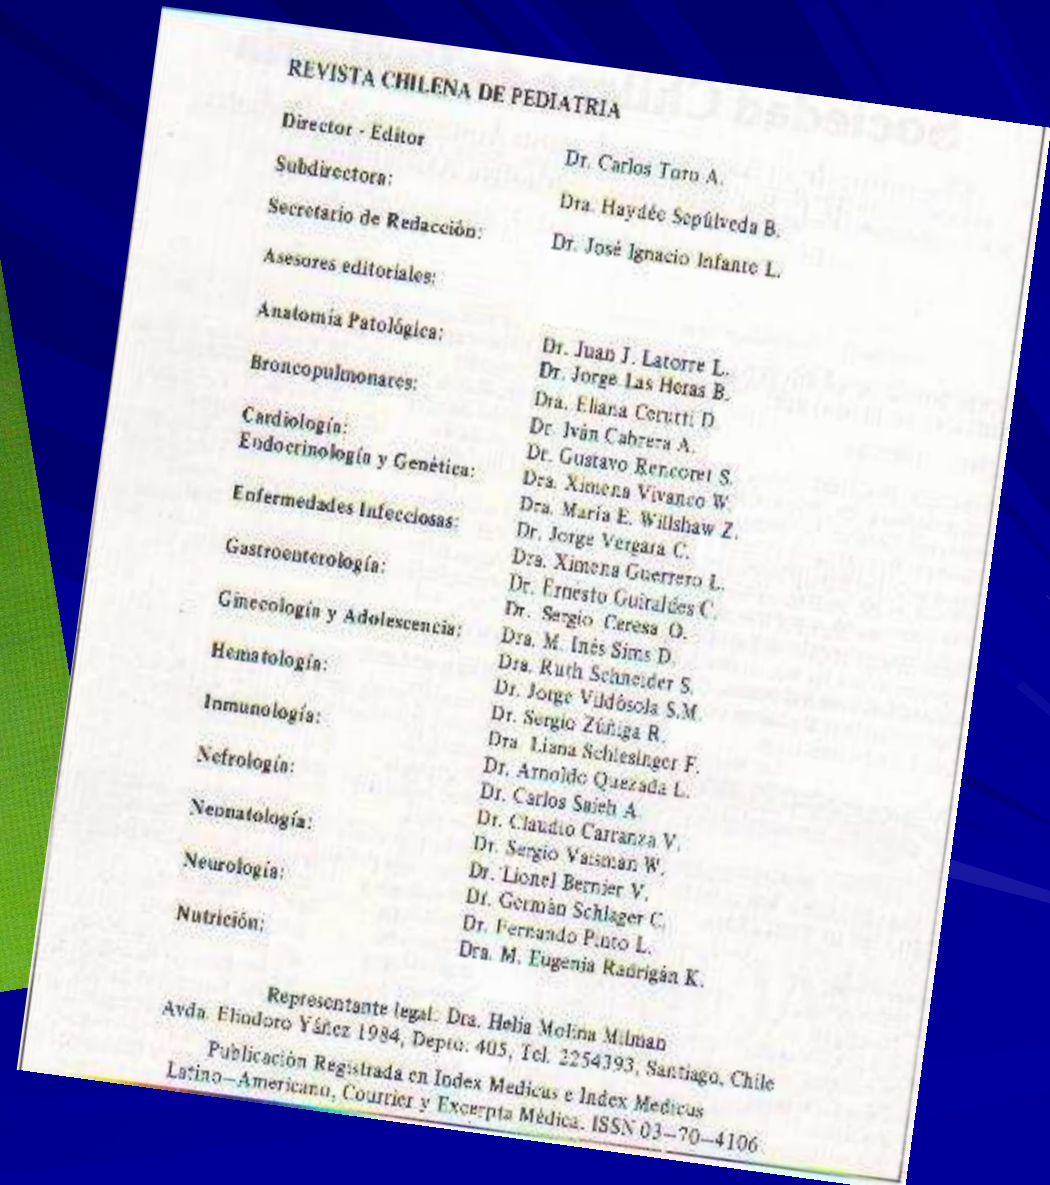 REVISTA CHILENA DE PEDIATRIA
Director - Editor Dr. Carlos Toro A.
Subdirectora: Dra. Haydée Sepúlveda B.
Secretario de Redacción: Dr. José Ignacio Infante L.
Asesores editoriales:
Anatomía Patológica: Dr. Juan J. Latorre L.
Dr. Jorge Las Heras B.
Broncopulmonares: Dra. Eliana Cerutti D.
Dr. Iván Cabrera A.
Cardiología: Dr. Gustavo Rencoret S.
Endocrinología y Genética: Dra. Ximena Vivanco W.
Dra. María E. Willshaw Z.
Enfermedades Infecciosas: Dr. Jorge Vergara C.
Dra. Ximena Guerrero L.
Gastroenterología: Dr. Ernesto Guiraldes C.
Dr. Sergio Ceresa O.
Ginecología y Adolescencia: Dra. M. Inés Sims D.
Dra. Ruth Schneider S.
Hematología: Dr. Jorge Vildósola S.M.
Dr. Sergio Zúñiga R.
Inmunología: Dra. Liana Schlesinger F.
Dr. Arnoldo Quezada L.
Nefrología: Dr. Carlos Saieh A.
Dr. Claudio Carranza V.
Neonatología: Dr. Sergio Vaisman W.
Dr. Lionel Bernier V.
Neurología: Dr. Germán Schlager C.
Dr. Fernando Pinto L.
Nutrición: Dra. M. Eugenia Radrigán K.
Representante legal: Dra. Helia Molina Milman
Avda. Eliodoro Yáñez 1984, Depto. 405, Tel. 2254393, Santiago, Chile
Publicación Registrada en Index Medicus e Index Medicus
Latino–Americano, Courrier y Excerpta Médica. ISSN 03–70–4106